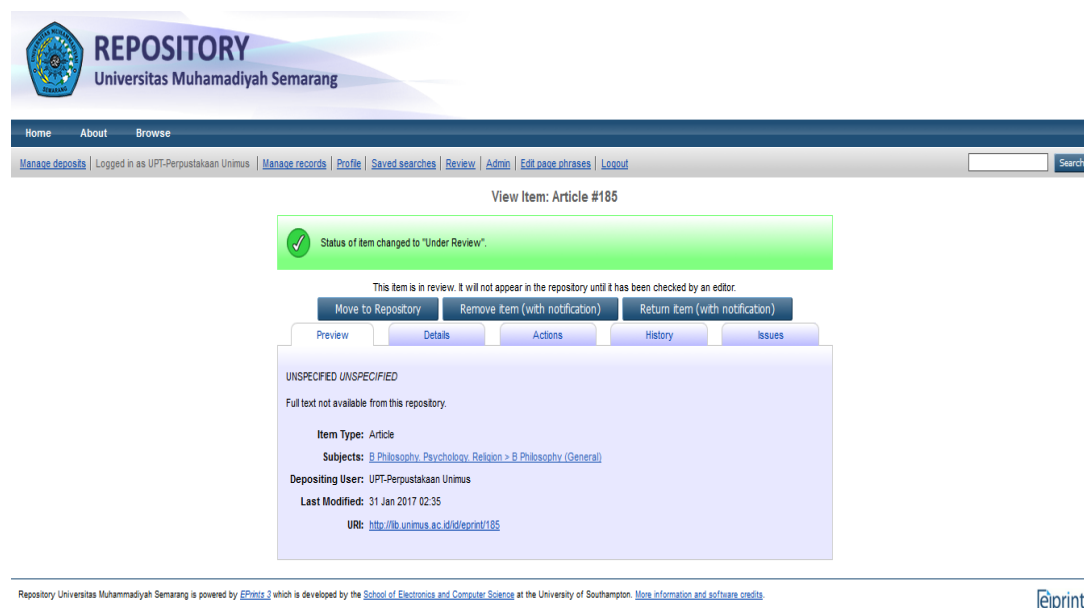 REPOSITORY
Universitas Muhamadiyah Semarang
SEMARANG
Home About Browse
Manage deposits | Logged in as UPT-Perpustakaan Unimus | Manage records | Profile | Saved searches | Review | Admin | Edit page phrases | Logout
Search
View Item: Article #185
Status of item changed to "Under Review".
This item is in review. It will not appear in the repository until it has been checked by an editor.
Move to Repository Remove item (with notification) Return item (with notification)
Preview Details Actions History Issues
UNSPECIFIED UNSPECIFIED
Full text not available from this repository.
Item Type: Article
Subjects: B Philosophy. Psychology. Religion > B Philosophy (General)
Depositing User: UPT-Perpustakaan Unimus
Last Modified: 31 Jan 2017 02:35
URI: http://lib.unimus.ac.id/id/eprint/185
Repository Universitas Muhammadiyah Semarang is powered by EPrints 3 which is developed by the School of Electronics and Computer Science at the University of Southampton. More information and software credits.
eprint